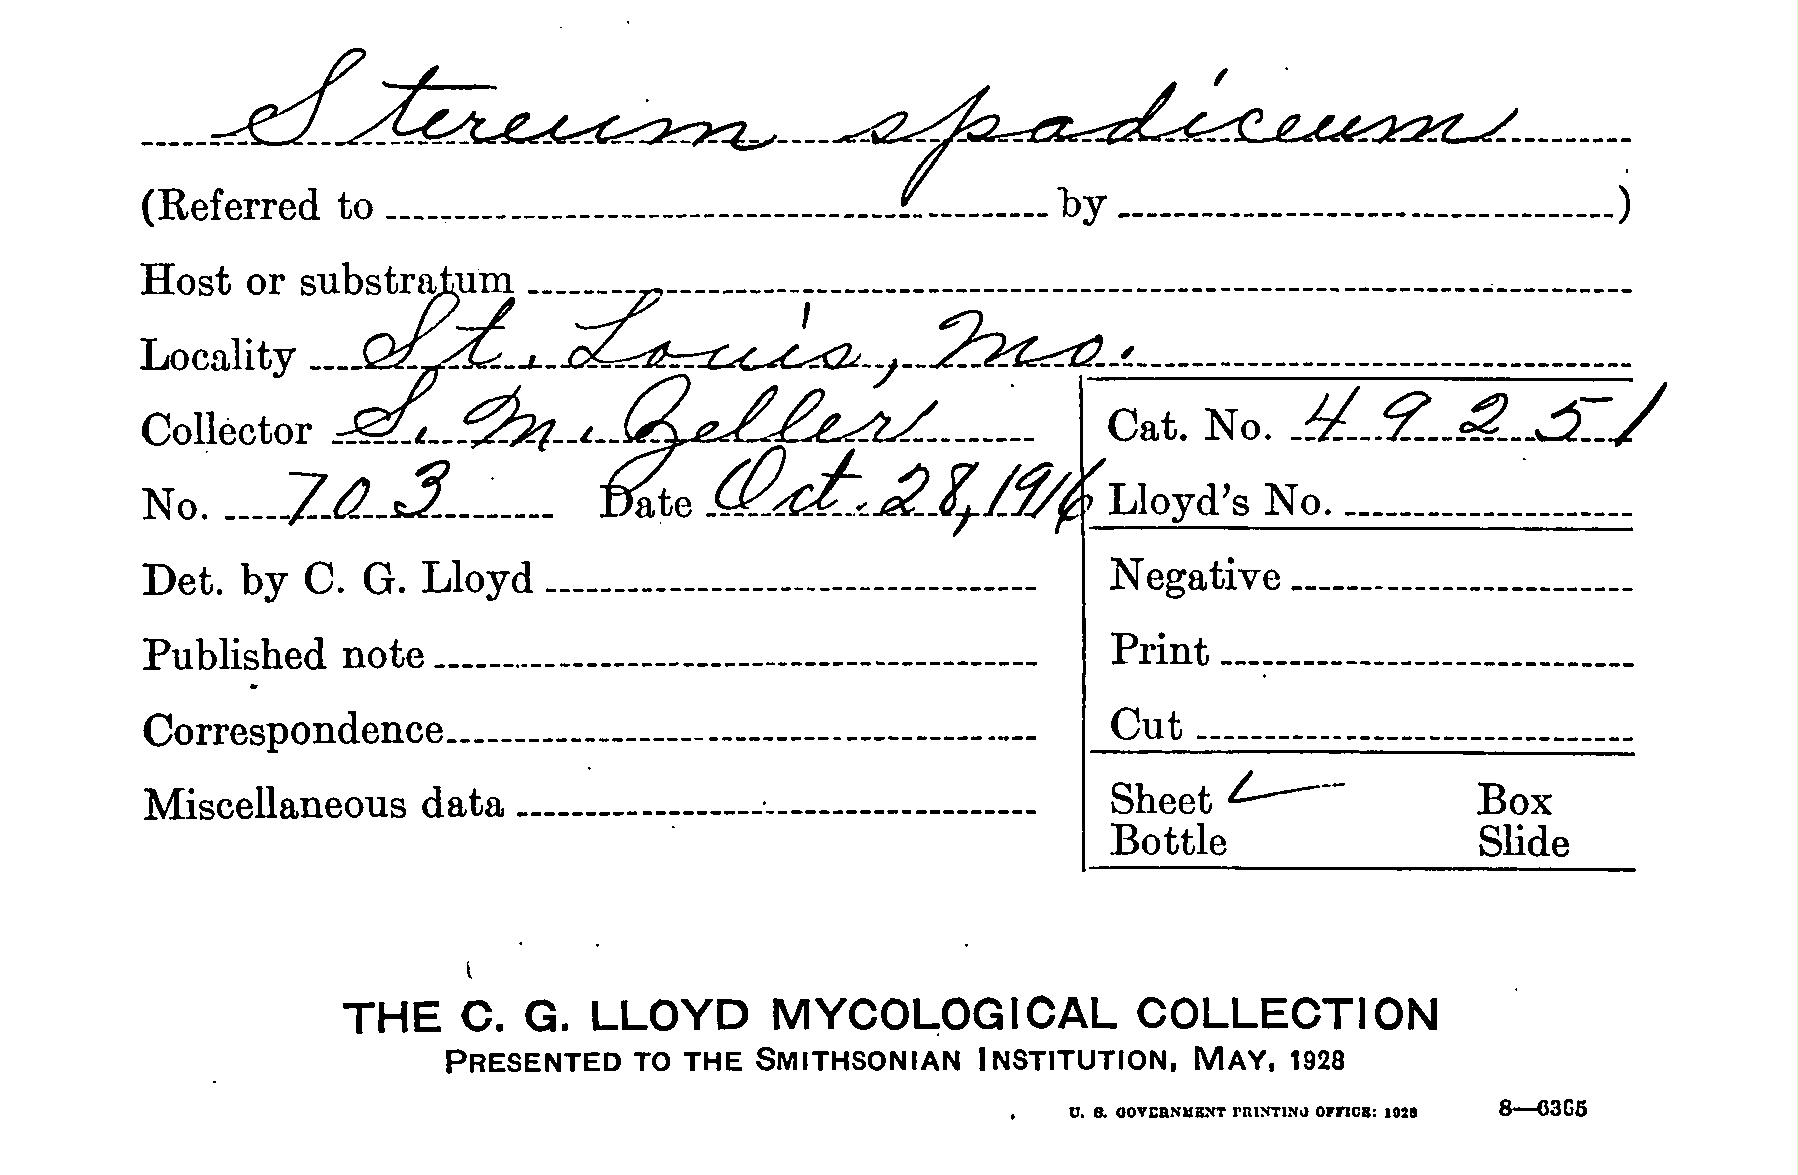 Stereum spadiceum
(Referred to by )
Host or substratum
Locality St. Louis, Mo.
Collector S. M. Zeller
Cat. No. 49251
No. 703 Date Oct. 28, 1916
Lloyd's No.
Det. by C. G. Lloyd
Negative
Published note
Print
Correspondence
Cut
Miscellaneous data
Sheet ✓ Box
Bottle Slide
THE C. G. LLOYD MYCOLOGICAL COLLECTION
PRESENTED TO THE SMITHSONIAN INSTITUTION, MAY, 1928
U. S. GOVERNMENT PRINTING OFFICE: 1928 8—6365